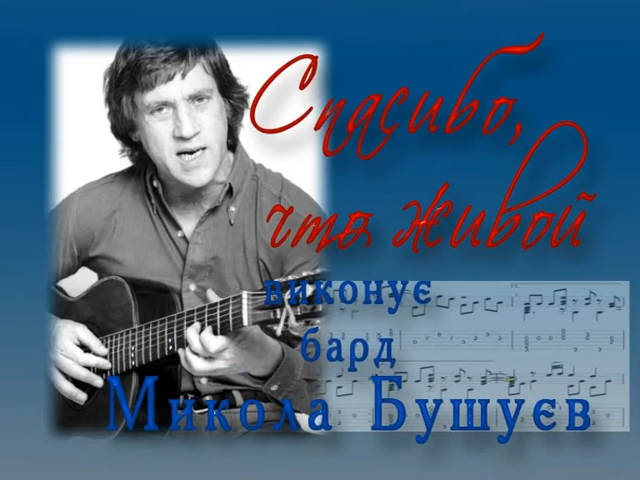 Спасибо,
что живой
виконує
бард
Микола Бушуєв